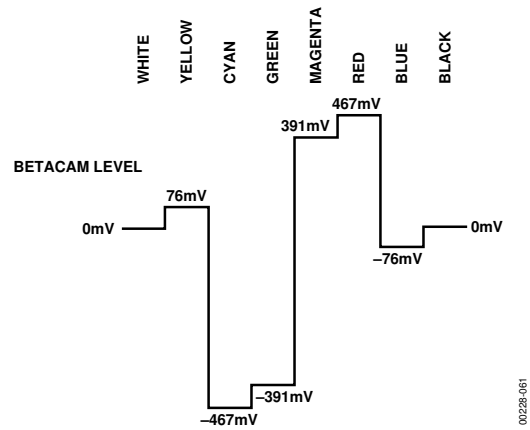 WHITE
YELLOW
CYAN
GREEN
MAGENTA
RED
BLUE
BLACK
467mV
391mV
BETACAM LEVEL
76mV
0mV
0mV
–76mV
–391mV
–467mV
00228-061